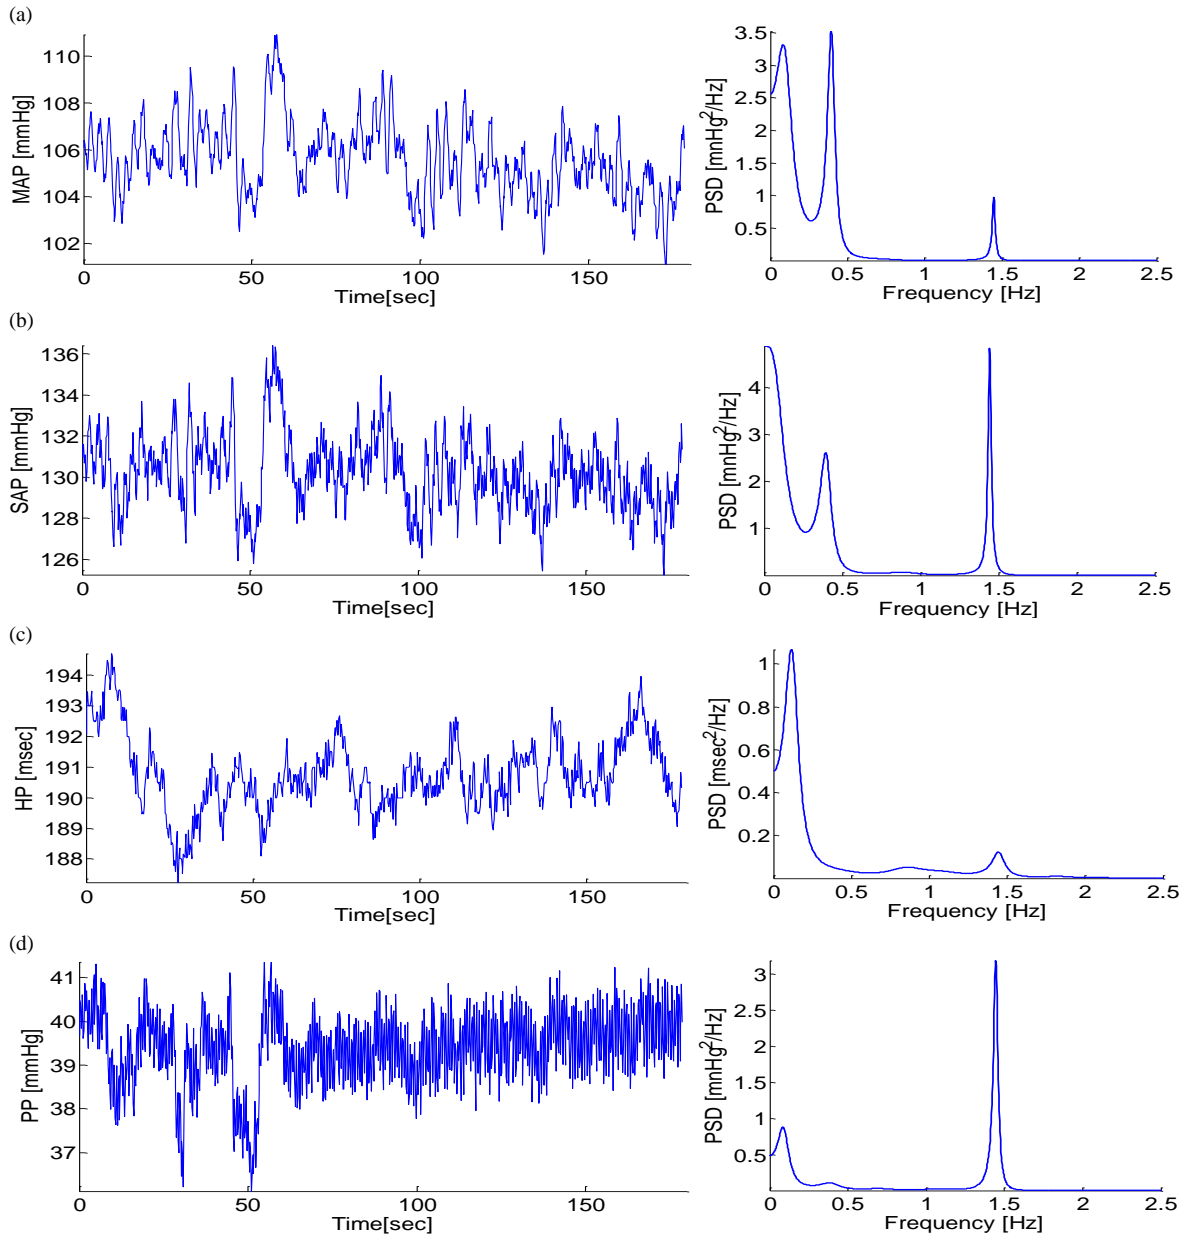 (a)
MAP [mmHg]
110
108
106
104
102
0 50 100 150
Time[sec]
PSD [mnHg²/Hz]
3.5
3
2.5
2
1.5
1
0.5
0 0.5 1 1.5 2 2.5
Frequency [Hz]
(b)
SAP [mmHg]
136
134
132
130
128
126
0 50 100 150
Time[sec]
PSD [mnHg²/Hz]
4
3
2
1
0 0.5 1 1.5 2 2.5
Frequency [Hz]
(c)
HP [msec]
194
193
192
191
190
189
188
0 50 100 150
Time[sec]
PSD [msec²/Hz]
1
0.8
0.6
0.4
0.2
0 0.5 1 1.5 2 2.5
Frequency [Hz]
(d)
PP [mmHg]
41
40
39
38
37
0 50 100 150
Time[sec]
PSD [mnHg²/Hz]
3
2.5
2
1.5
1
0.5
0 0.5 1 1.5 2 2.5
Frequency [Hz]